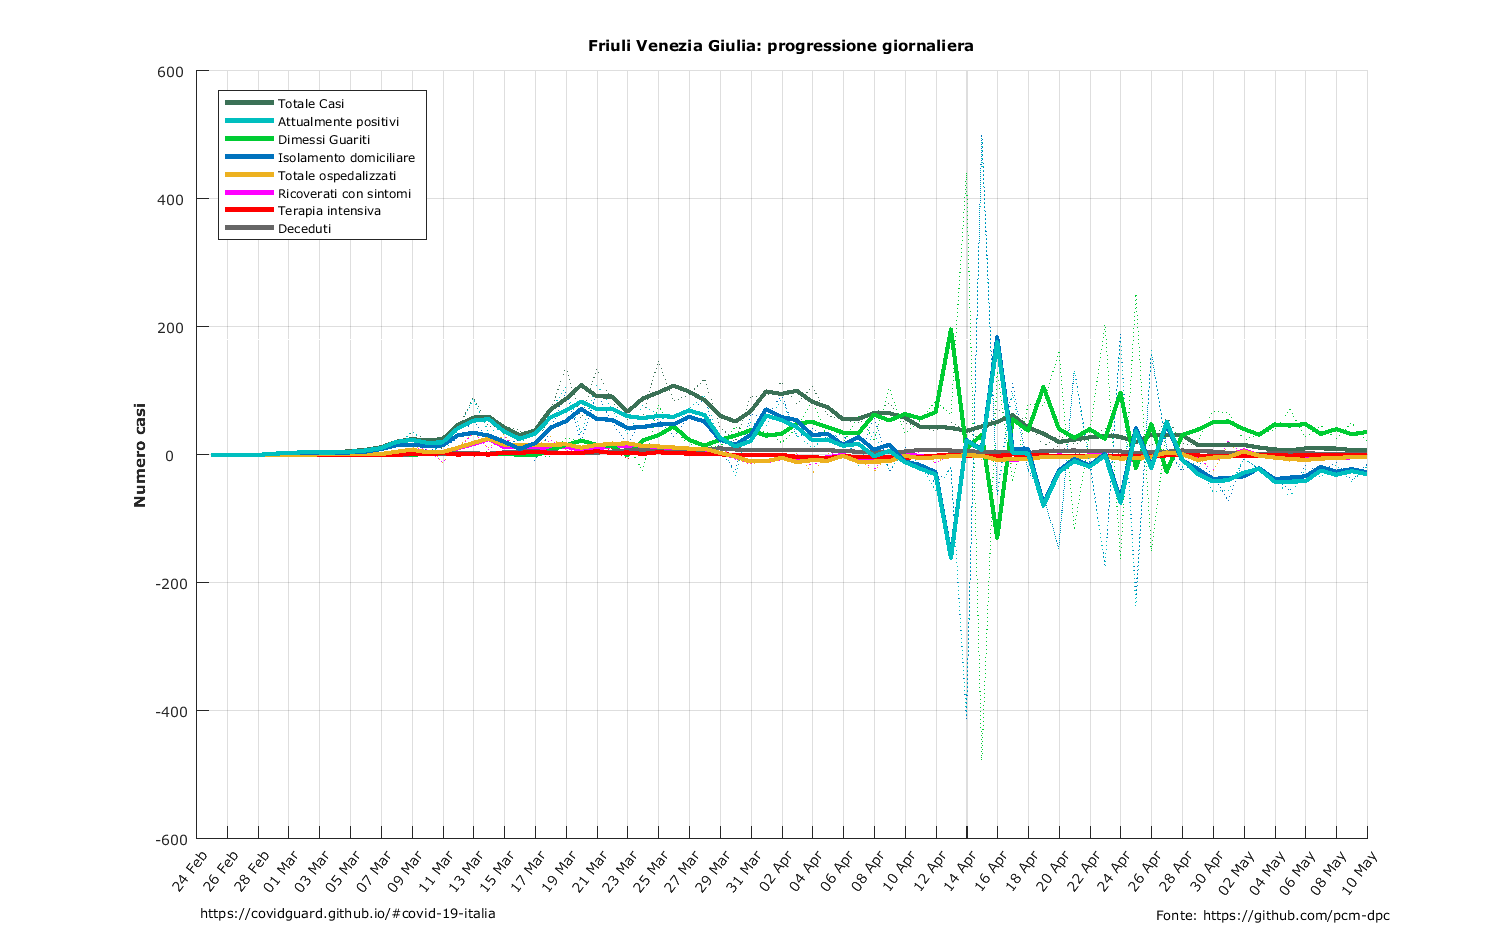 Friuli Venezia Giulia: progressione giornaliera
600
400
200
0
-200
-400
-600
Numero casi
Totale Casi
Attualmente positivi
Dimessi Guariti
Isolamento domiciliare
Totale ospedalizzati
Ricoverati con sintomi
Terapia intensiva
Deceduti
24 Feb
26 Feb
28 Feb
01 Mar
03 Mar
05 Mar
07 Mar
09 Mar
11 Mar
13 Mar
15 Mar
17 Mar
19 Mar
21 Mar
23 Mar
25 Mar
27 Mar
29 Mar
31 Mar
02 Apr
04 Apr
06 Apr
08 Apr
10 Apr
12 Apr
14 Apr
16 Apr
18 Apr
20 Apr
22 Apr
24 Apr
26 Apr
28 Apr
30 Apr
02 May
04 May
06 May
08 May
10 May
https://covidguard.github.io/#covid-19-italia
Fonte: https://github.com/pcm-dpc